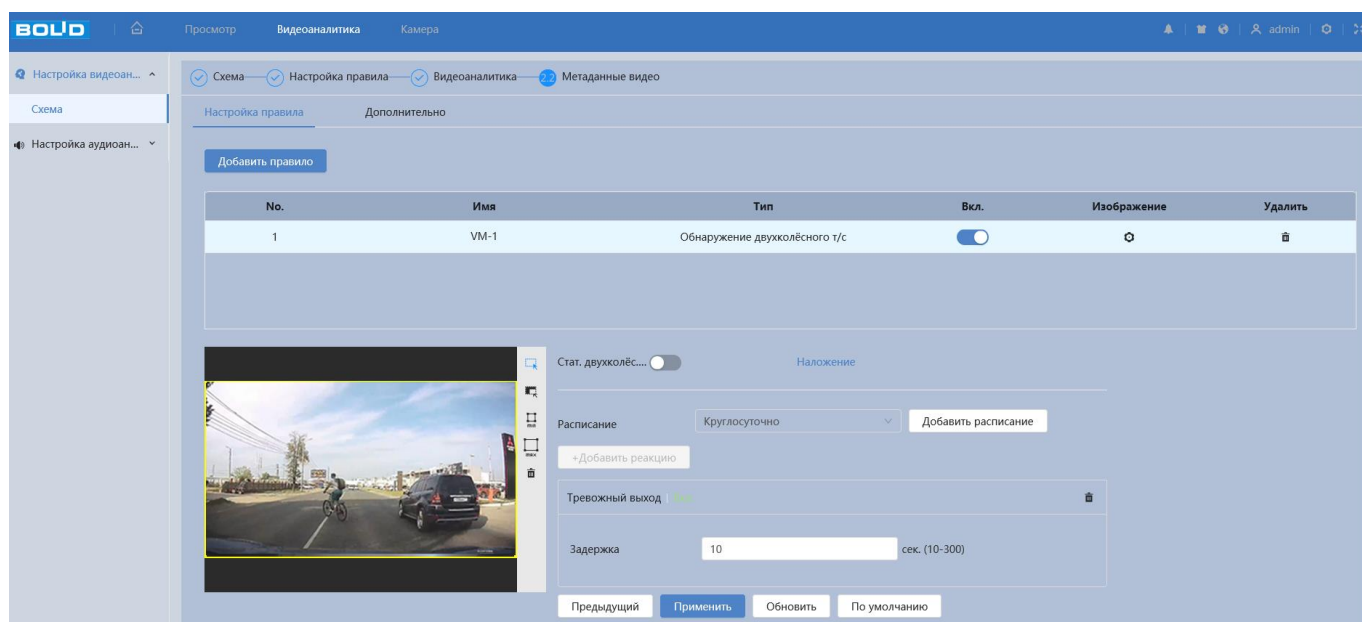 BOLID Просмотр Видеоаналитика Камера admin
Настройка видеоан...
Схема
Настройка аудиоан...
Схема Настройка правила Видеоаналитика 2.2 Метаданные видео
Настройка правила Дополнительно
Добавить правило
No. Имя Тип Вкл. Изображение Удалить
1 VM-1 Обнаружение двухколёсного т/с
Стат. двухколёс.... Наложение
min
max
Расписание Круглосуточно Добавить расписание
+Добавить реакцию
Тревожный выход
Задержка 10 сек. (10-300)
Предыдущий Применить Обновить По умолчанию